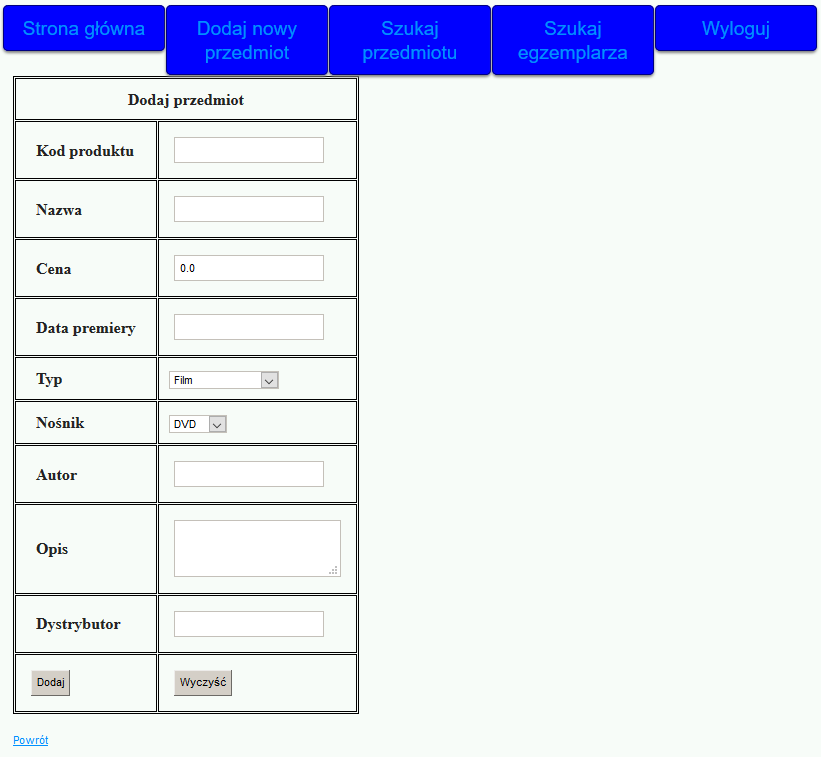 Strona główna
Dodaj nowy
przedmiot
Szukaj
przedmiotu
Szukaj
egzemplarza
Wyloguj
Dodaj przedmiot
Kod produktu
Nazwa
Cena 0.0
Data premiery
Typ Film
Nośnik DVD
Autor
Opis
Dystrybutor
Dodaj Wyczyść
Powrót